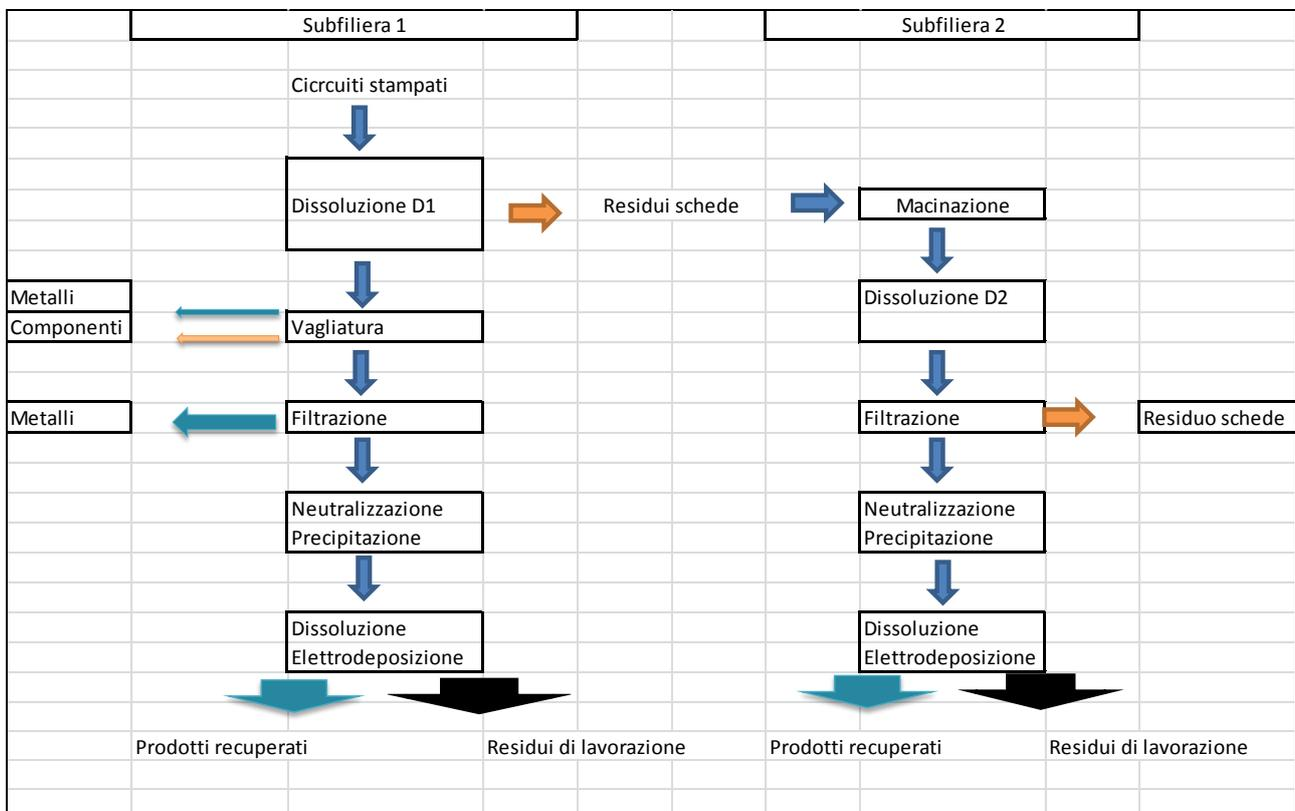 Subfiliera 1
Subfiliera 2
Cicrcuiti stampati
Dissoluzione D1
Residui schede
Macinazione
Metalli
Dissoluzione D2
Componenti
Vagliatura
Metalli
Filtrazione
Filtrazione
Residuo schede
Neutralizzazione
Precipitazione
Neutralizzazione
Precipitazione
Dissoluzione
Elettrodeposizione
Dissoluzione
Elettrodeposizione
Prodotti recuperati
Residui di lavorazione
Prodotti recuperati
Residui di lavorazione